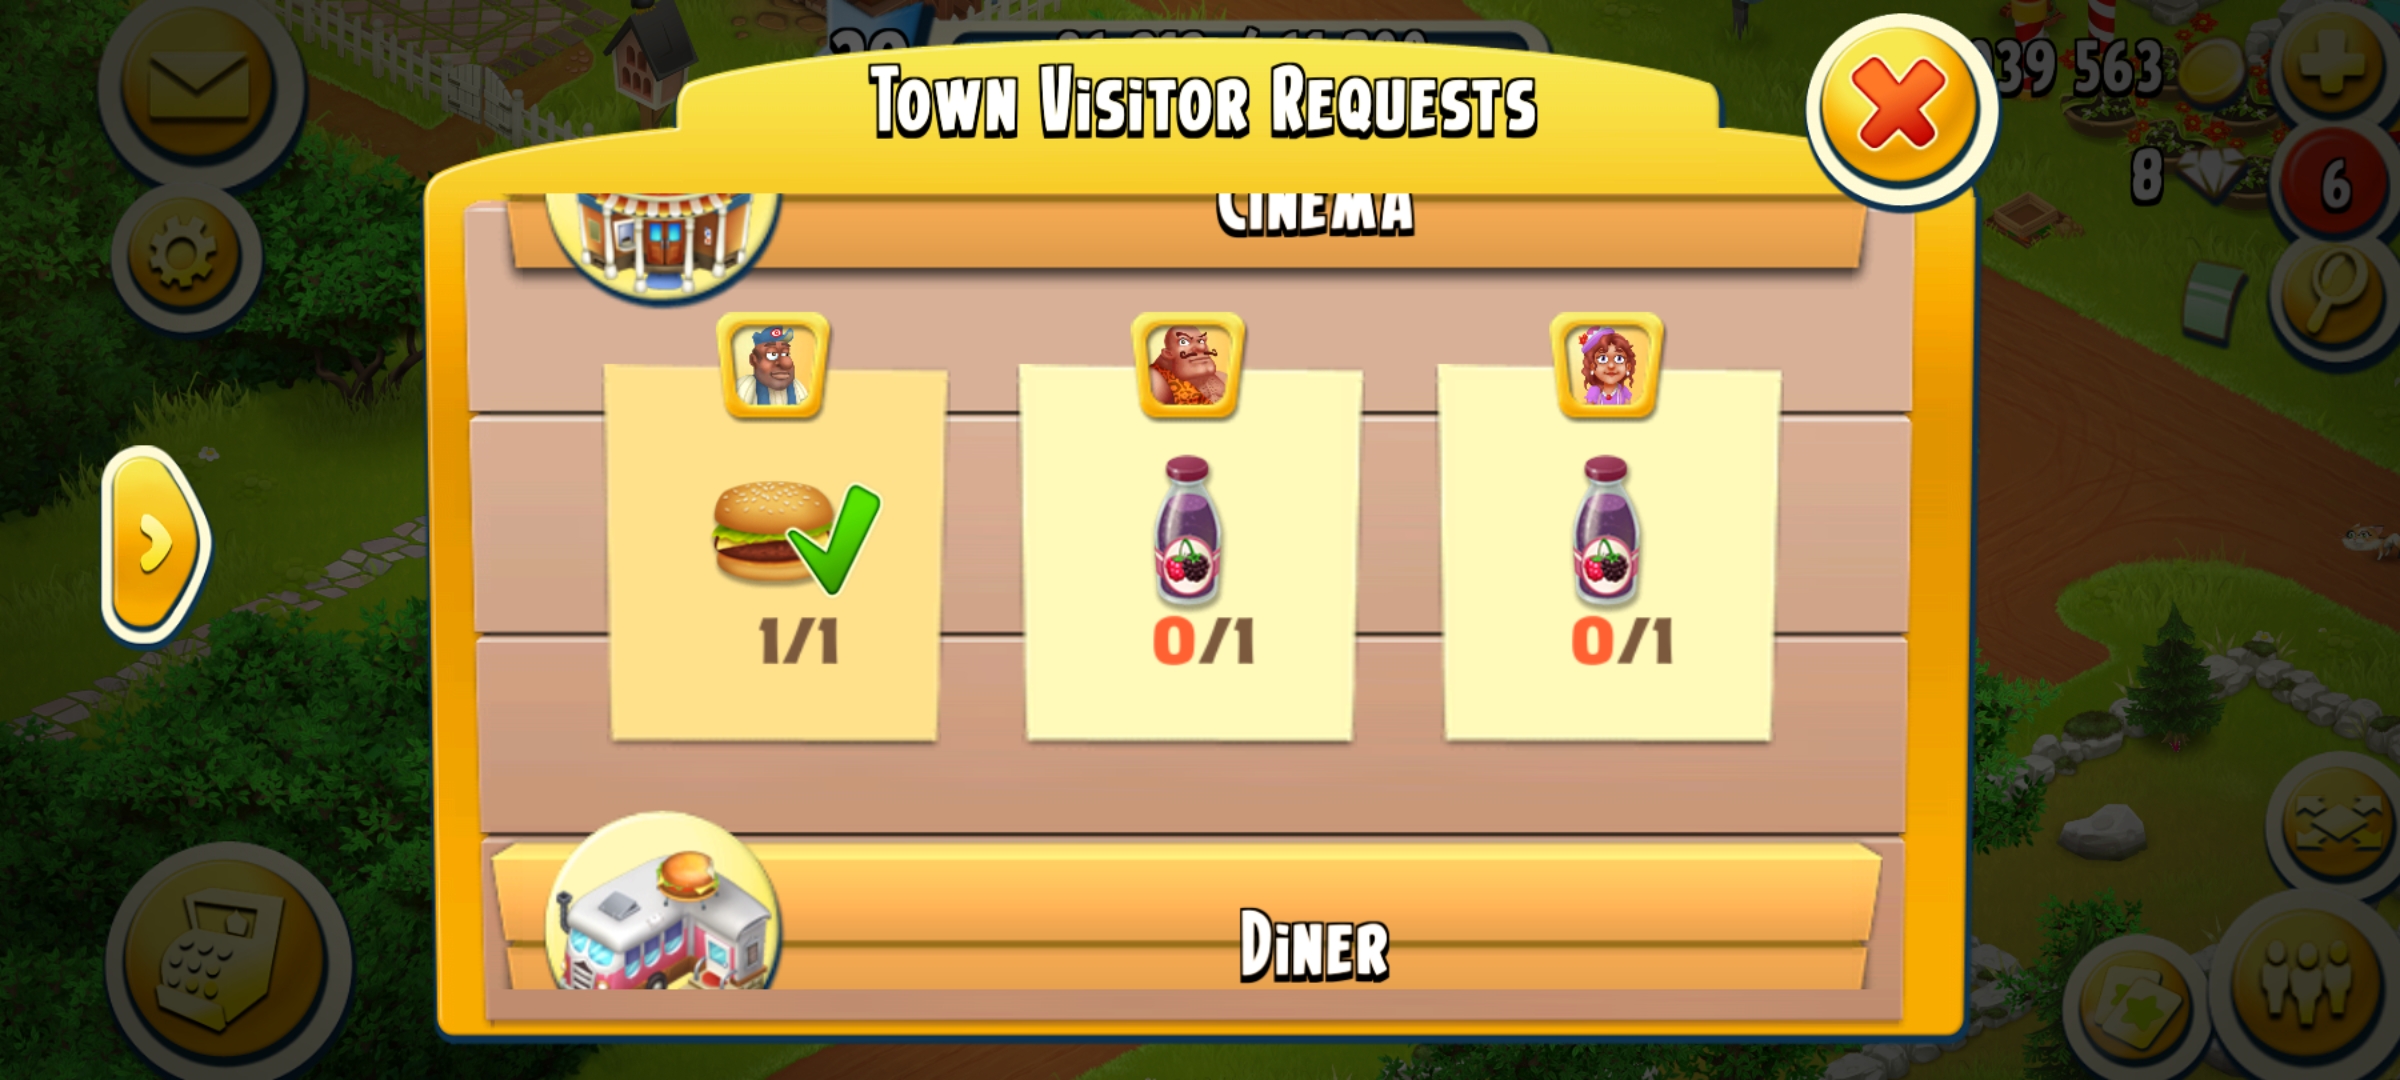 Town Visitor Requests
39 563
8
6
Cinema
1/1
0/1
0/1
Diner